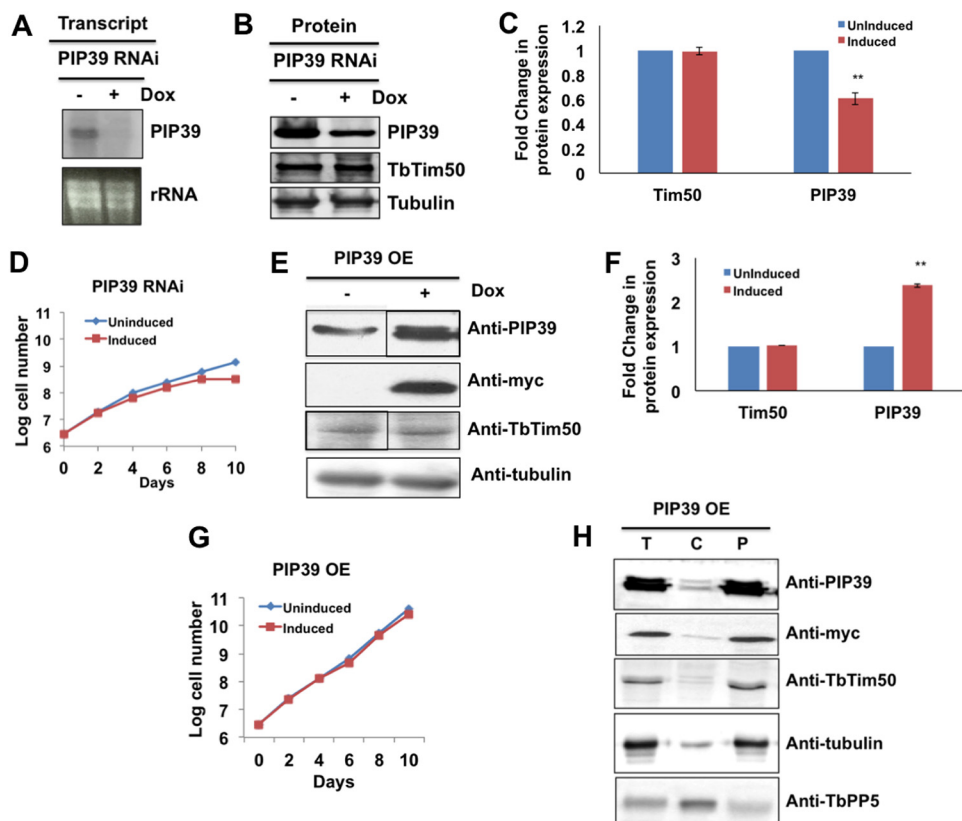 A
Transcript
PIP39 RNAi
- + Dox
PIP39
rRNA
B
Protein
PIP39 RNAi
- + Dox
PIP39
TbTim50
Tubulin
C
UnInduced
Induced
Fold Change in
protein expression
1.2
1
0.8
0.6
0.4
0.2
0
**
Tim50 PIP39
D
PIP39 RNAi
Uninduced
Induced
Log cell number
11
10
9
8
7
6
0 2 4 6 8 10
Days
E
PIP39 OE
- + Dox
Anti-PIP39
Anti-myc
Anti-TbTim50
Anti-tubulin
F
UnInduced
Induced
Fold Change in
protein expression
3
2
1
0
**
Tim50 PIP39
G
PIP39 OE
Uninduced
Induced
Log cell number
11
10
9
8
7
6
0 2 4 6 8 10
Days
H
PIP39 OE
T C P
Anti-PIP39
Anti-myc
Anti-TbTim50
Anti-tubulin
Anti-TbPP5